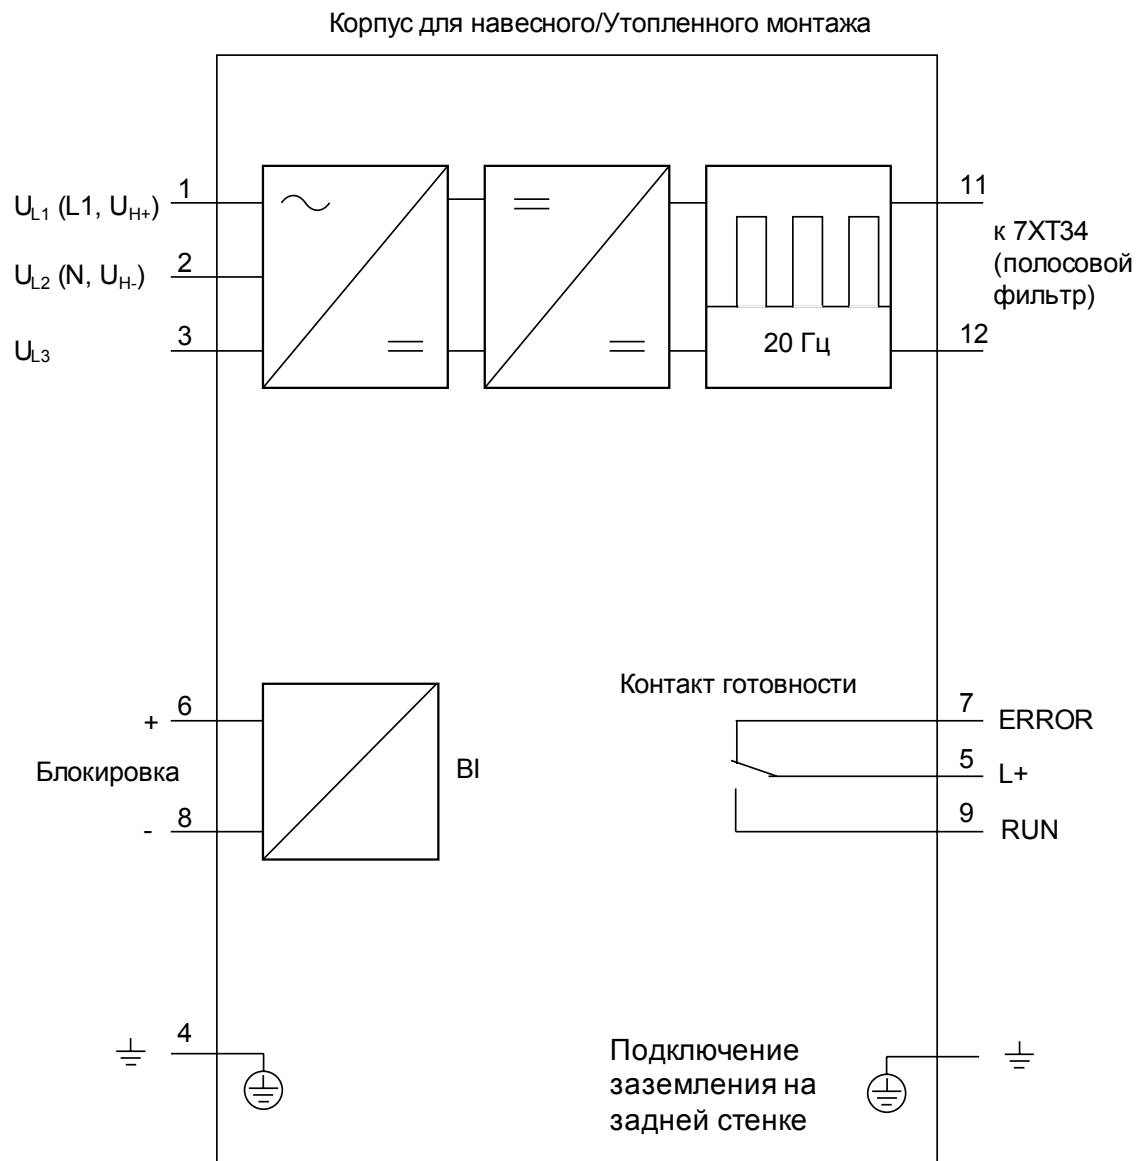 Корпус для навесного/Утопленного монтажа
1
U_L1 (L1, U_H+)
2
U_L2 (N, U_H-)
3
U_L3
20 Гц
11
к 7XT34
(полосовой
фильтр)
12
6
+
Блокировка
8
-
BI
Контакт готовности
7
ERROR
5
L+
9
RUN
4
Подключение
заземления на
задней стенке